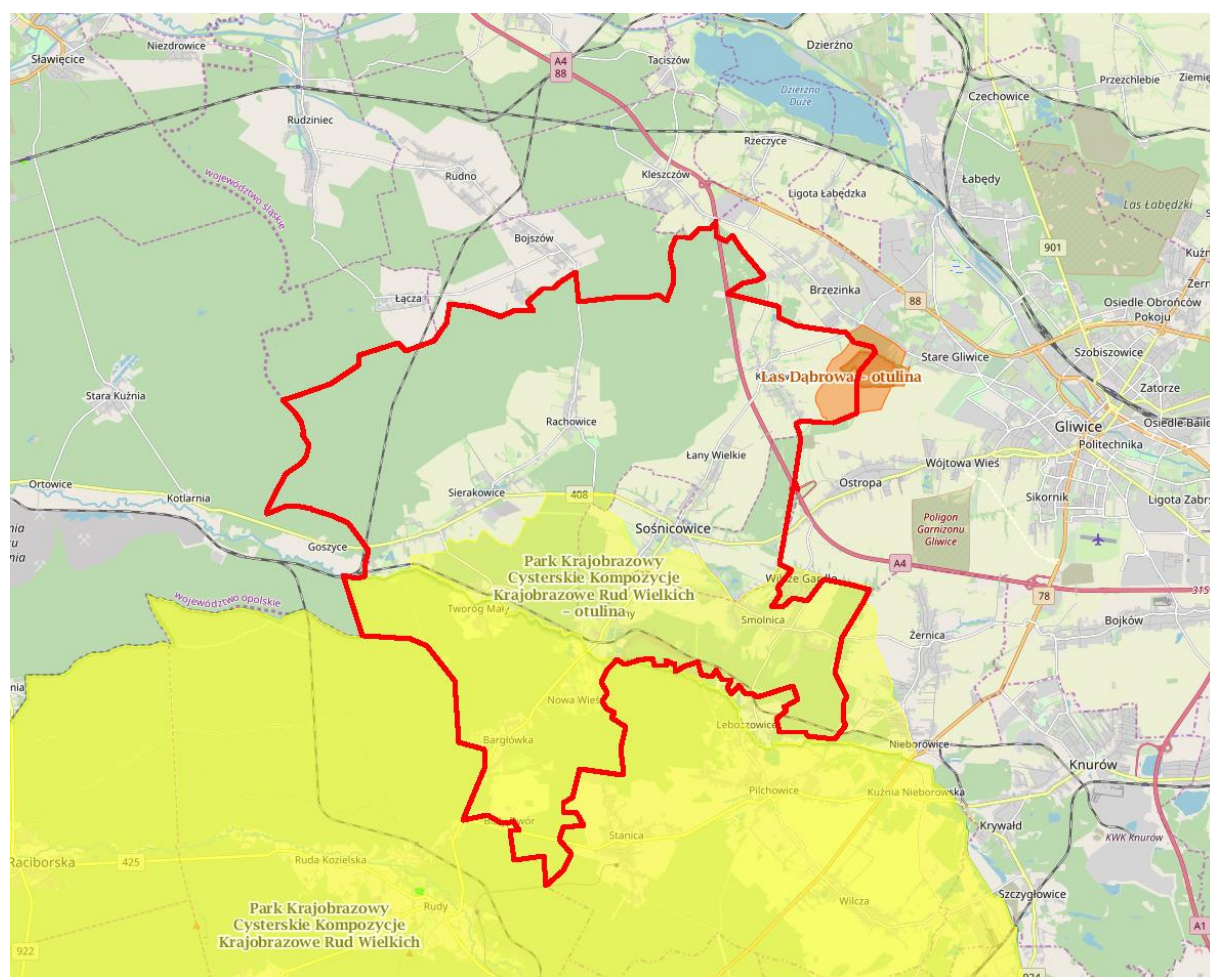 Sławięcice
Niezdrowice
Rudziniec
województwo śląskie
Rudno
Bojszów
Łącza
A4
88
Taciszów
Dzierżno
Dzierżno
Duże
Rzeczyce
Kleszczów
Ligota Łabędzka
Czechowice
Przezchlebie
Łabędy
Las Łabędzki
901
Brzezinka
88
Osiedle Obrońców
Pokoju
Stare Gliwice
Szobiszowice
Las Dąbrowa – otulina
Zatorze
Stara Kuźnia
Rachowice
Gliwice
Politechnika
Łany Wielkie
Wójtowa Wieś
Ortowice
Kotlarnia
Sierakowice
408
Ostropa
Sikornik
Sośnicowice
Poligon
Garnizonu
Gliwice
Goszyce
A4
Park Krajobrazowy
Cysterskie Kompozycje
Krajobrazowe Rud Wielkich
– otulina
Wilcze Gardło
78
województwo opolskie
Tworóg Mały
Smolnica
Bojków
Żernica
Nowa Wieś
Leboszowice
Bargłówka
Nieborowice
Knurów
Pilchowice
Kuźnia Nieborowska
Krywałd
KWK Knurów
Stanica
Raciborska
425
Ruda Kozielska
Rudy
Wilcza
Szczygłowice
Park Krajobrazowy
Cysterskie Kompozycje
Krajobrazowe Rud Wielkich
A1
922